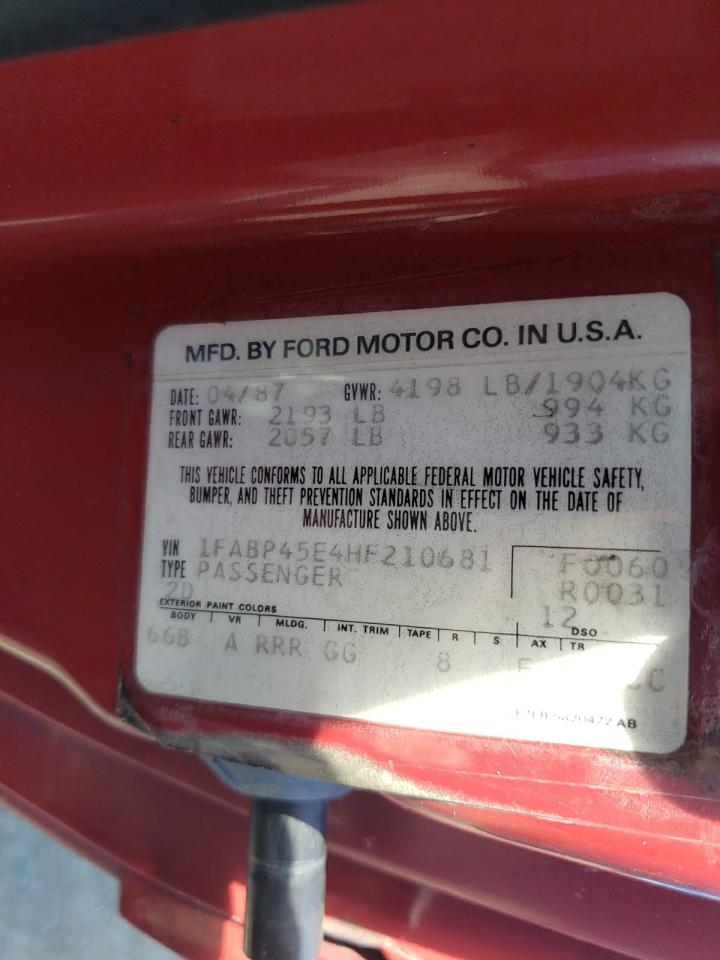 MFD. BY FORD MOTOR CO. IN U.S.A.
DATE: 04/87 GVWR: 4198 LB/1904KG
FRONT GAWR: 2193 LB 994 KG
REAR GAWR: 2057 LB 933 KG
THIS VEHICLE CONFORMS TO ALL APPLICABLE FEDERAL MOTOR VEHICLE SAFETY,
BUMPER, AND THEFT PREVENTION STANDARDS IN EFFECT ON THE DATE OF
MANUFACTURE SHOWN ABOVE.
VIN 1FABP45E4HF210681 F0060
TYPE PASSENGER R0031
2D 12
EXTERIOR PAINT COLORS DSO
BODY VR MLDG. INT. TRIM TAPE R S AX TR
66B A RRR GG 8
AB